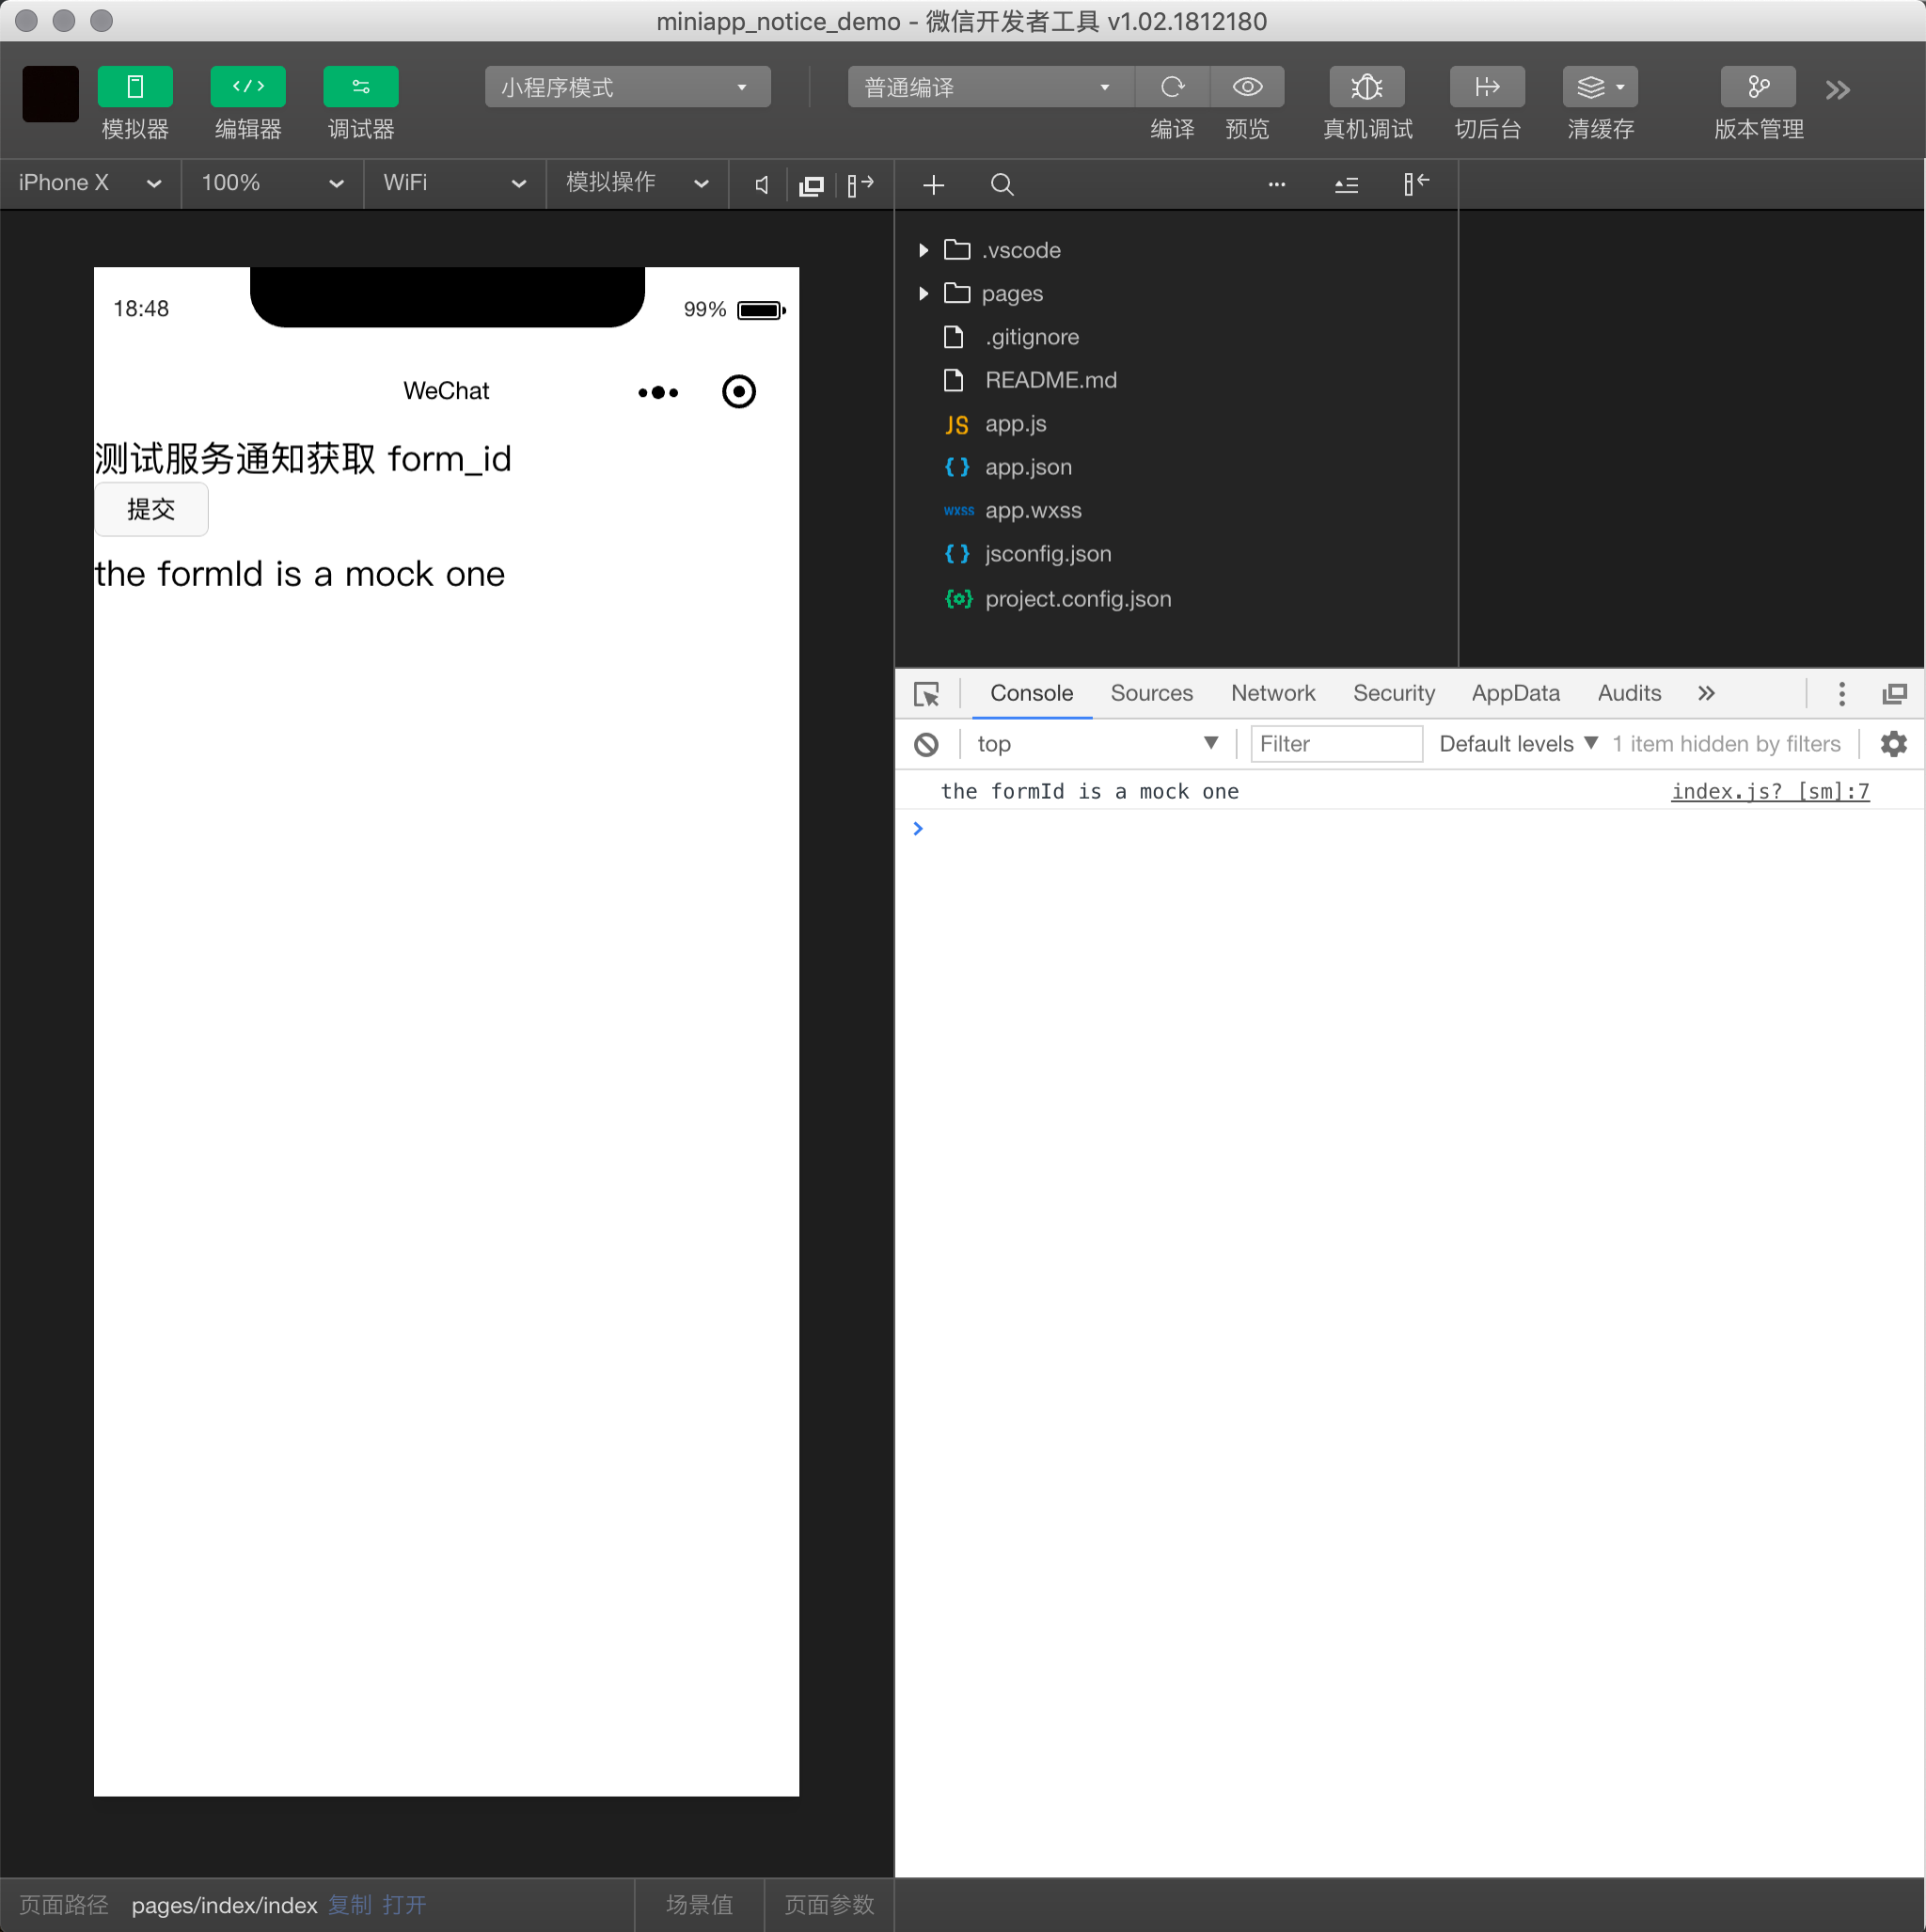 miniapp_notice_demo - 微信开发者工具 v1.02.1812180
小程序模式
普通编译
模拟器 编辑器 调试器 编译 预览 真机调试 切后台 清缓存 版本管理
iPhone X 100% WiFi 模拟操作
18:48 99%
WeChat
测试服务通知获取 form_id
提交
the formId is a mock one
.vscode
pages
.gitignore
README.md
JS app.js
{ } app.json
WXSS app.wxss
{ } jsconfig.json
project.config.json
Console Sources Network Security AppData Audits
top Filter Default levels 1 item hidden by filters
the formId is a mock one index.js? [sm]:7
页面路径 pages/index/index 复制 打开 场景值 页面参数